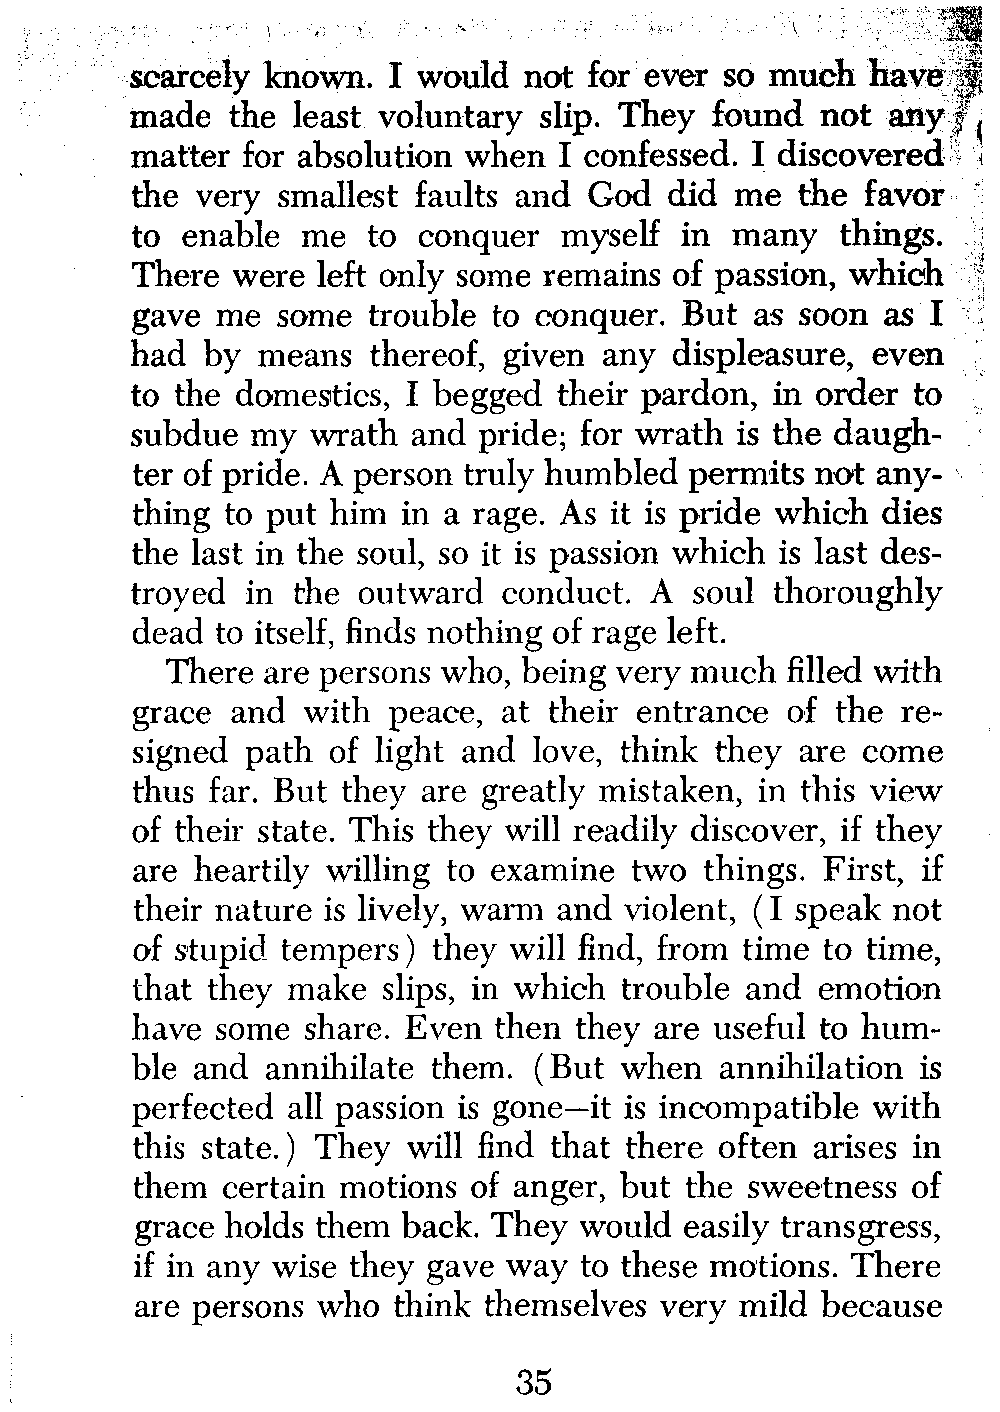 scarcely known. I would not for ever so much have
made the least voluntary slip. They found not any
matter for absolution when I confessed. I discovered
the very smallest faults and God did me the favor
to enable me to conquer myself in many things.
There were left only some remains of passion, which
gave me some trouble to conquer. But as soon as I
had by means thereof, given any displeasure, even
to the domestics, I begged their pardon, in order to
subdue my wrath and pride; for wrath is the daugh-
ter of pride. A person truly humbled permits not any-
thing to put him in a rage. As it is pride which dies
the last in the soul, so it is passion which is last des-
troyed in the outward conduct. A soul thoroughly
dead to itself, finds nothing of rage left.
There are persons who, being very much filled with
grace and with peace, at their entrance of the re-
signed path of light and love, think they are come
thus far. But they are greatly mistaken, in this view
of their state. This they will readily discover, if they
are heartily willing to examine two things. First, if
their nature is lively, warm and violent, (I speak not
of stupid tempers) they will find, from time to time,
that they make slips, in which trouble and emotion
have some share. Even then they are useful to hum-
ble and annihilate them. (But when annihilation is
perfected all passion is gone—it is incompatible with
this state.) They will find that there often arises in
them certain motions of anger, but the sweetness of
grace holds them back. They would easily transgress,
if in any wise they gave way to these motions. There
are persons who think themselves very mild because
35